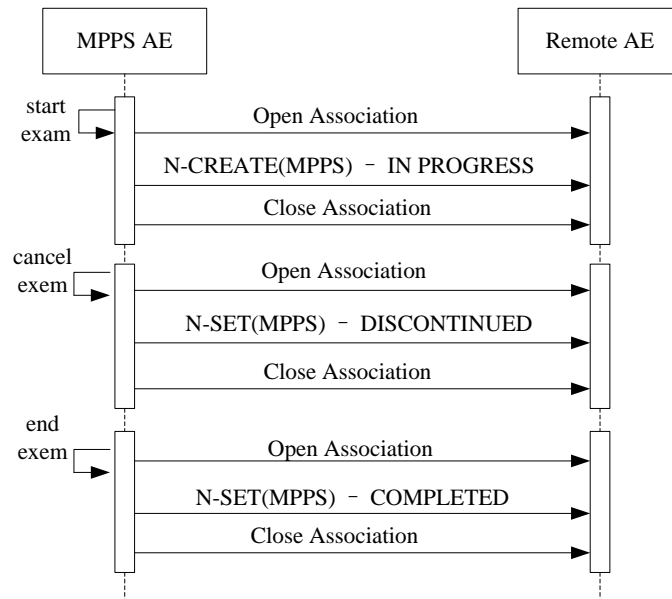 MPPS AE
Remote AE
start
exam
Open Association
N-CREATE(MPPS) – IN PROGRESS
Close Association
cancel
exem
Open Association
N-SET(MPPS) – DISCONTINUED
Close Association
end
exem
Open Association
N-SET(MPPS) – COMPLETED
Close Association